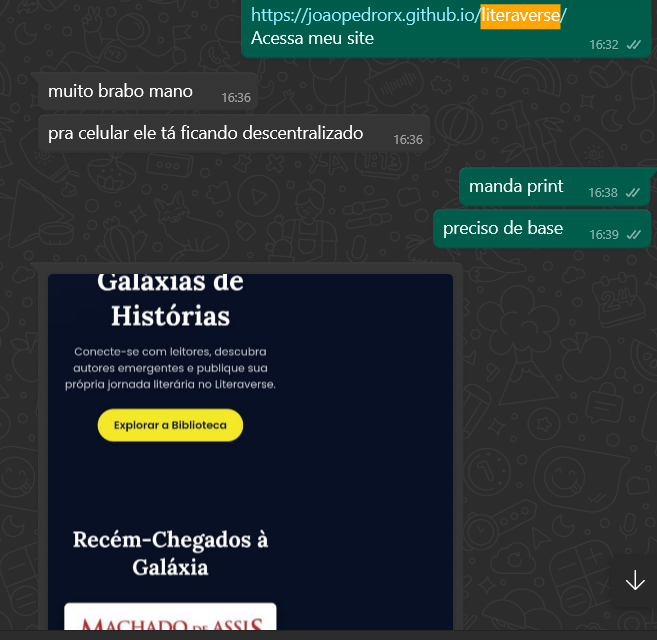 https://joaopedrorx.github.io/literaverse/
Acessa meu site
16:32
muito brabo mano
16:36
pra celular ele tá ficando descentralizado
16:36
manda print
16:38
preciso de base
16:39
Galáxias de
Histórias
Conecte-se com leitores, descubra
autores emergentes e publique sua
própria jornada literária no Literaverse.
Explorar a Biblioteca
Recém-Chegados à
Galáxia
MACHADO DE ASSIS